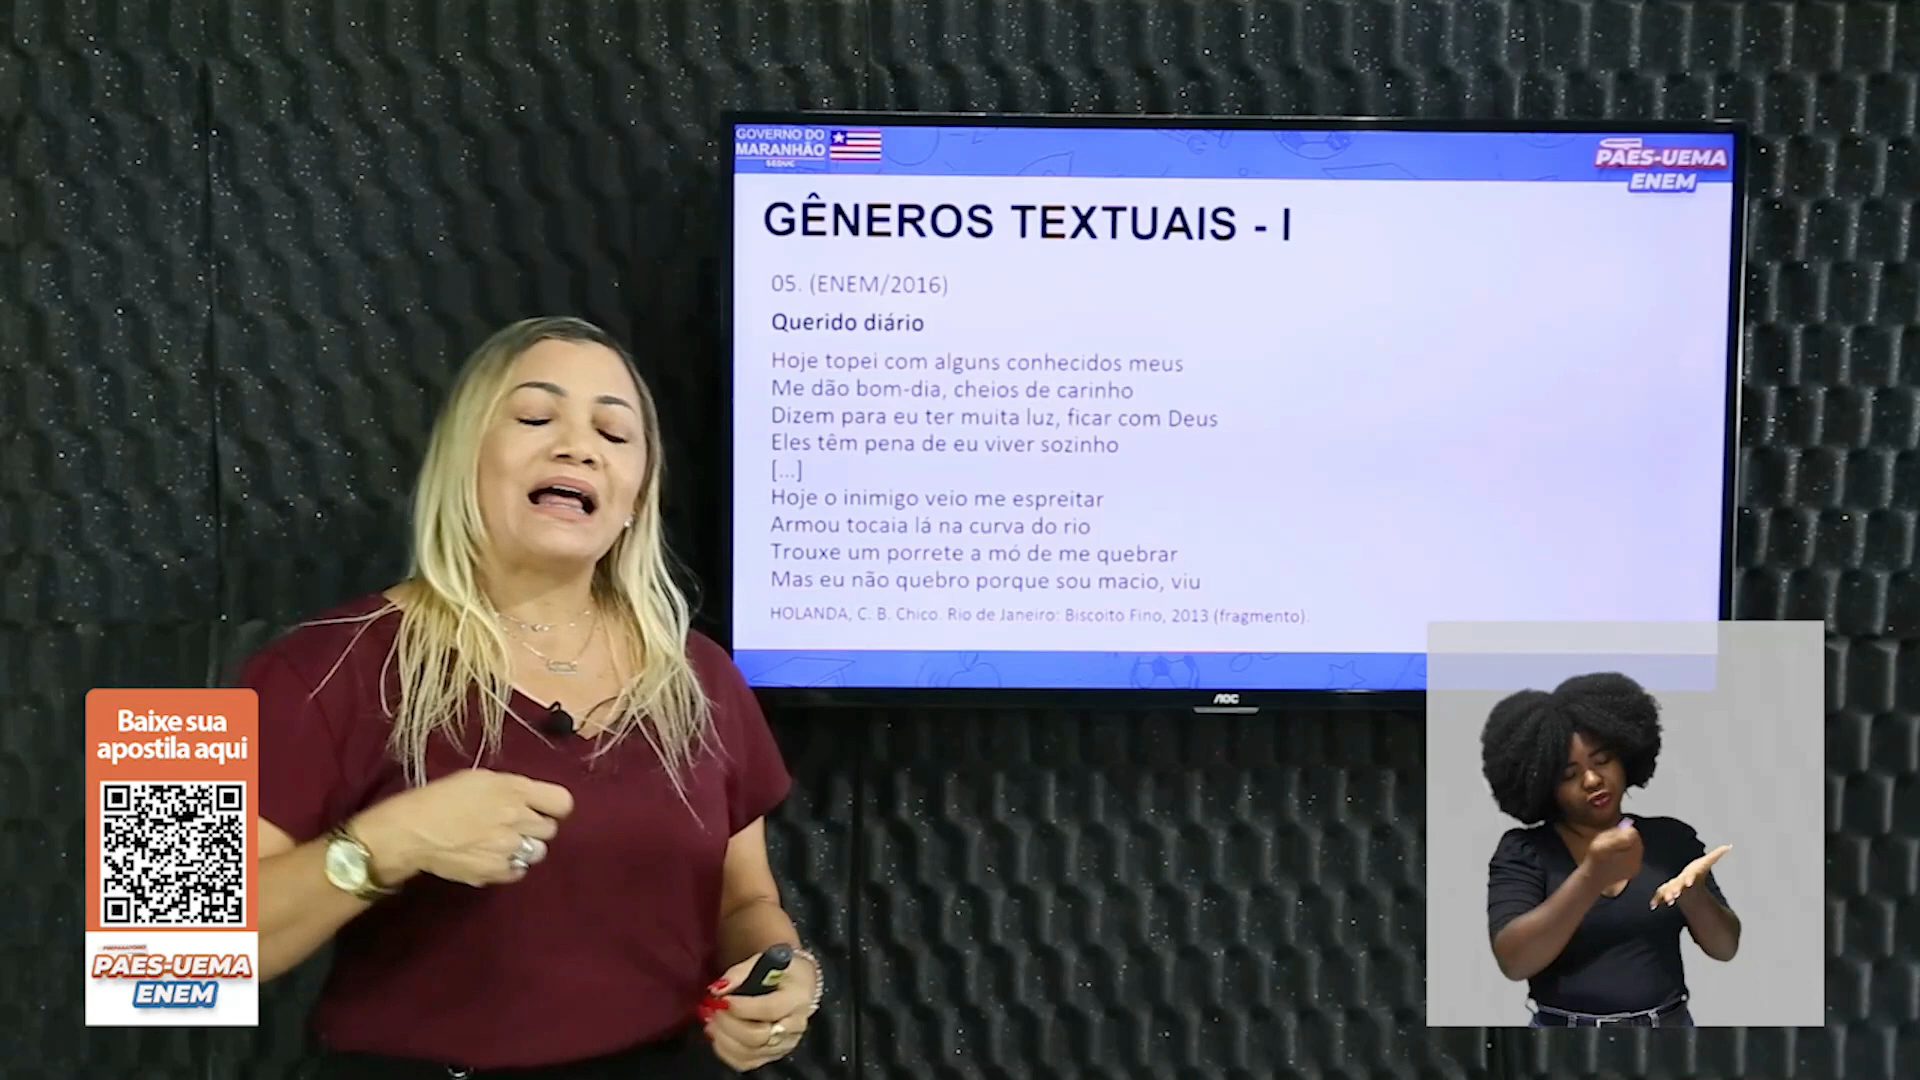 GOVERNO DO
MARANHÃO
SEDUC
PAES-UEMA
ENEM
GÊNEROS TEXTUAIS - I
05. (ENEM/2016)
Querido diário
Hoje topei com alguns conhecidos meus
Me dão bom-dia, cheios de carinho
Dizem para eu ter muita luz, ficar com Deus
Eles têm pena de eu viver sozinho
[...]
Hoje o inimigo veio me espreitar
Armou tocaia lá na curva do rio
Trouxe um porrete a mó de me quebrar
Mas eu não quebro porque sou macio, viu
HOLANDA, C. B. Chico. Rio de Janeiro: Biscoito Fino, 2013 (fragmento).
AOC
Baixe sua
apostila aqui
PREPARATÓRIO
PAES-UEMA
ENEM